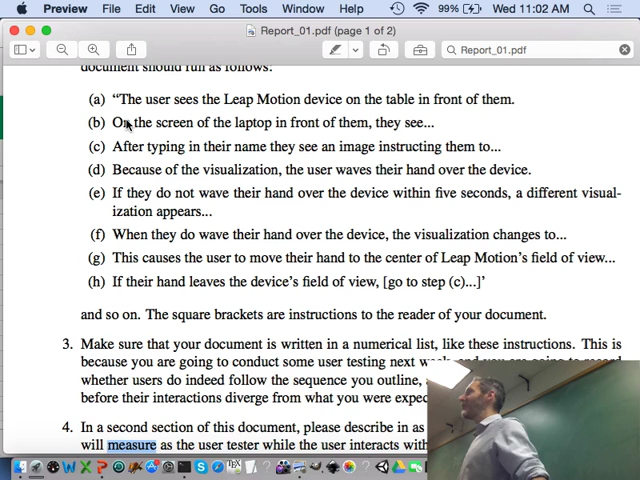 Preview File Edit View Go Tools Window Help 99% Wed 11:02 AM
Report_01.pdf (page 1 of 2)
Report_01.pdf
document should run as follows:
(a) “The user sees the Leap Motion device on the table in front of them.
(b) On the screen of the laptop in front of them, they see...
(c) After typing in their name they see an image instructing them to...
(d) Because of the visualization, the user waves their hand over the device.
(e) If they do not wave their hand over the device within five seconds, a different visual-
ization appears...
(f) When they do wave their hand over the device, the visualization changes to...
(g) This causes the user to move their hand to the center of Leap Motion’s field of view...
(h) If their hand leaves the device’s field of view, [go to step (c)...]’
and so on. The square brackets are instructions to the reader of your document.
3. Make sure that your document is written in a numerical list, like these instructions. This is
because you are going to conduct some user testing next week, and you are going to record
whether users do indeed follow the sequence you outline,
before their interactions diverge from what you were expec
4. In a second section of this document, please describe in as
will measure as the user tester while the user interacts with